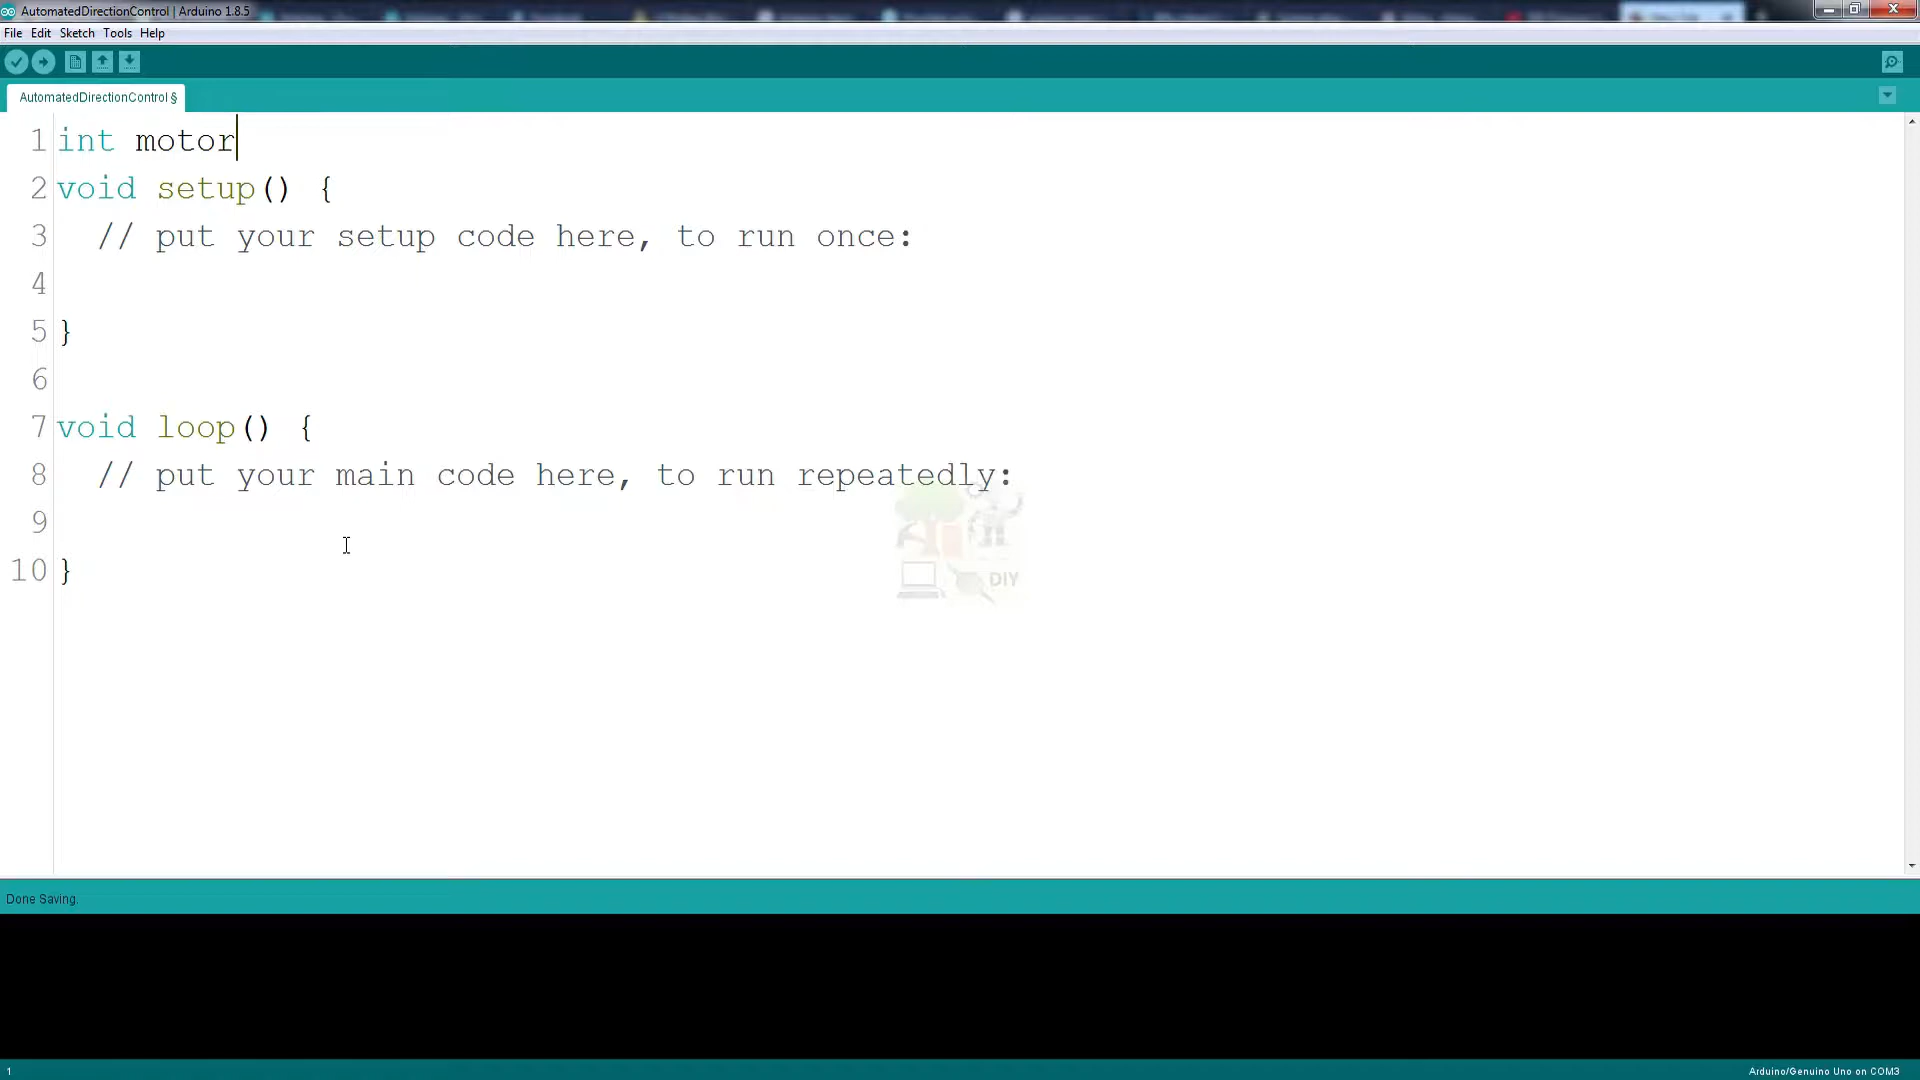 AutomatedDirectionControl | Arduino 1.8.5
File Edit Sketch Tools Help
AutomatedDirectionControl §
1 int motor
2 void setup() {
3 // put your setup code here, to run once:
4
5 }
6
7 void loop() {
8 // put your main code here, to run repeatedly:
9
10 }
DIY
Done Saving.
1 Arduino/Genuino Uno on COM3